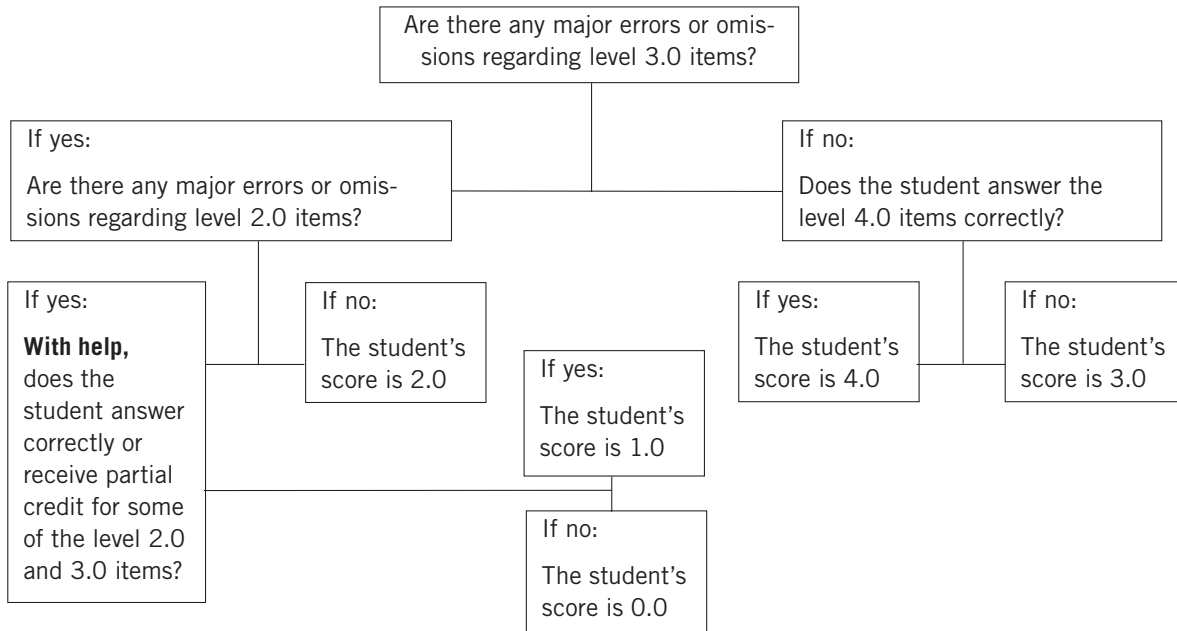 Are there any major errors or omis-
sions regarding level 3.0 items?
If yes:
Are there any major errors or omis-
sions regarding level 2.0 items?
If no:
Does the student answer the
level 4.0 items correctly?
If yes:
With help,
does the
student answer
correctly or
receive partial
credit for some
of the level 2.0
and 3.0 items?
If no:
The student’s
score is 2.0
If yes:
The student’s
score is 1.0
If no:
The student’s
score is 0.0
If yes:
The student’s
score is 4.0
If no:
The student’s
score is 3.0